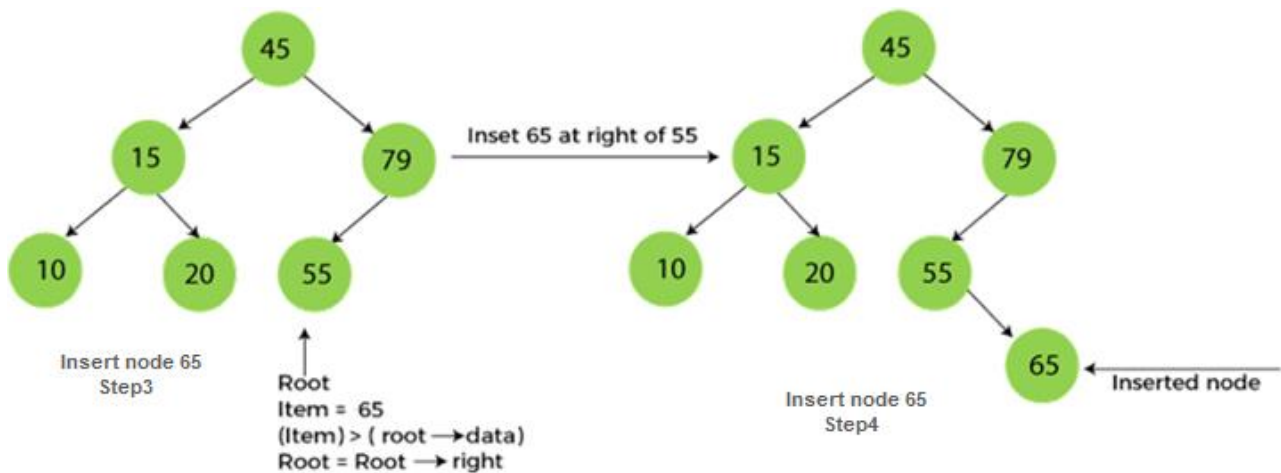 45
15
79
10
20
55
Insert node 65
Step3
Root
Item = 65
(Item) > ( root → data)
Root = Root → right
Inset 65 at right of 55
45
15
79
10
20
55
65
Inserted node
Insert node 65
Step4